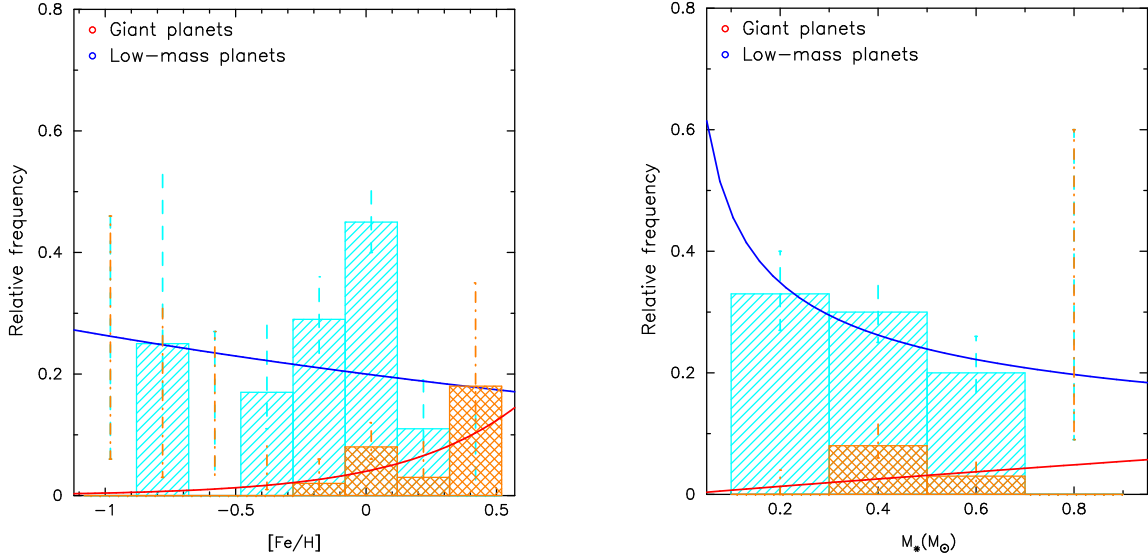 0.8
Giant planets
Low-mass planets
0.6
0.4
0.2
0
Relative frequency
-1
-0.5
0
0.5
[Fe/H]
0.8
Giant planets
Low-mass planets
0.6
0.4
0.2
0
Relative frequency
0.2
0.4
0.6
0.8
M*(M⊙)